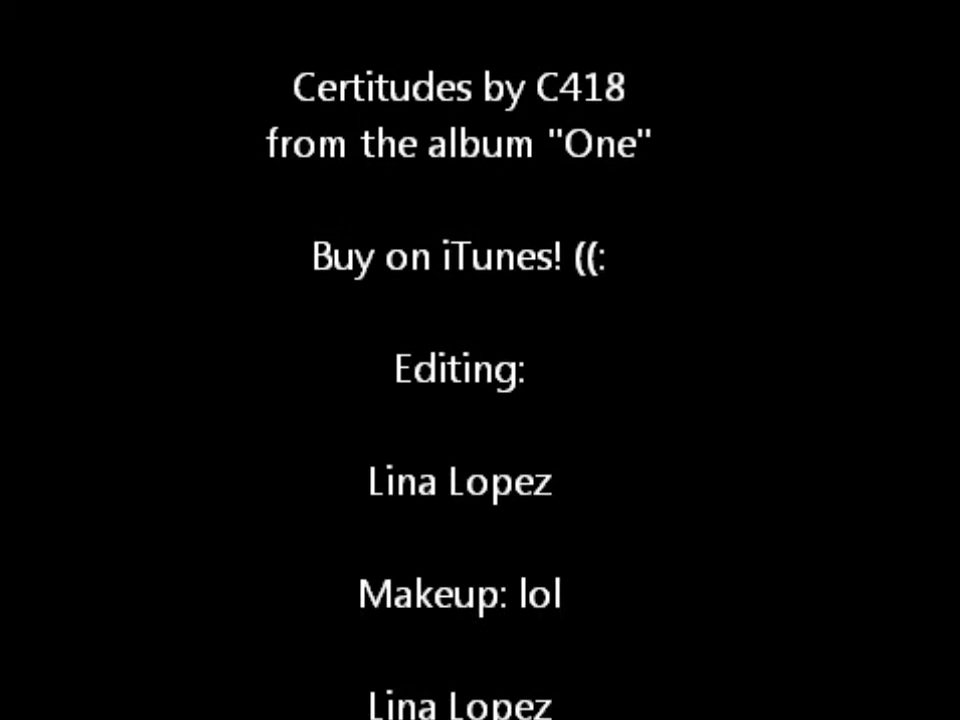 Certitudes by C418
from the album "One"
Buy on iTunes! ((:
Editing:
Lina Lopez
Makeup: lol
Lina Lopez